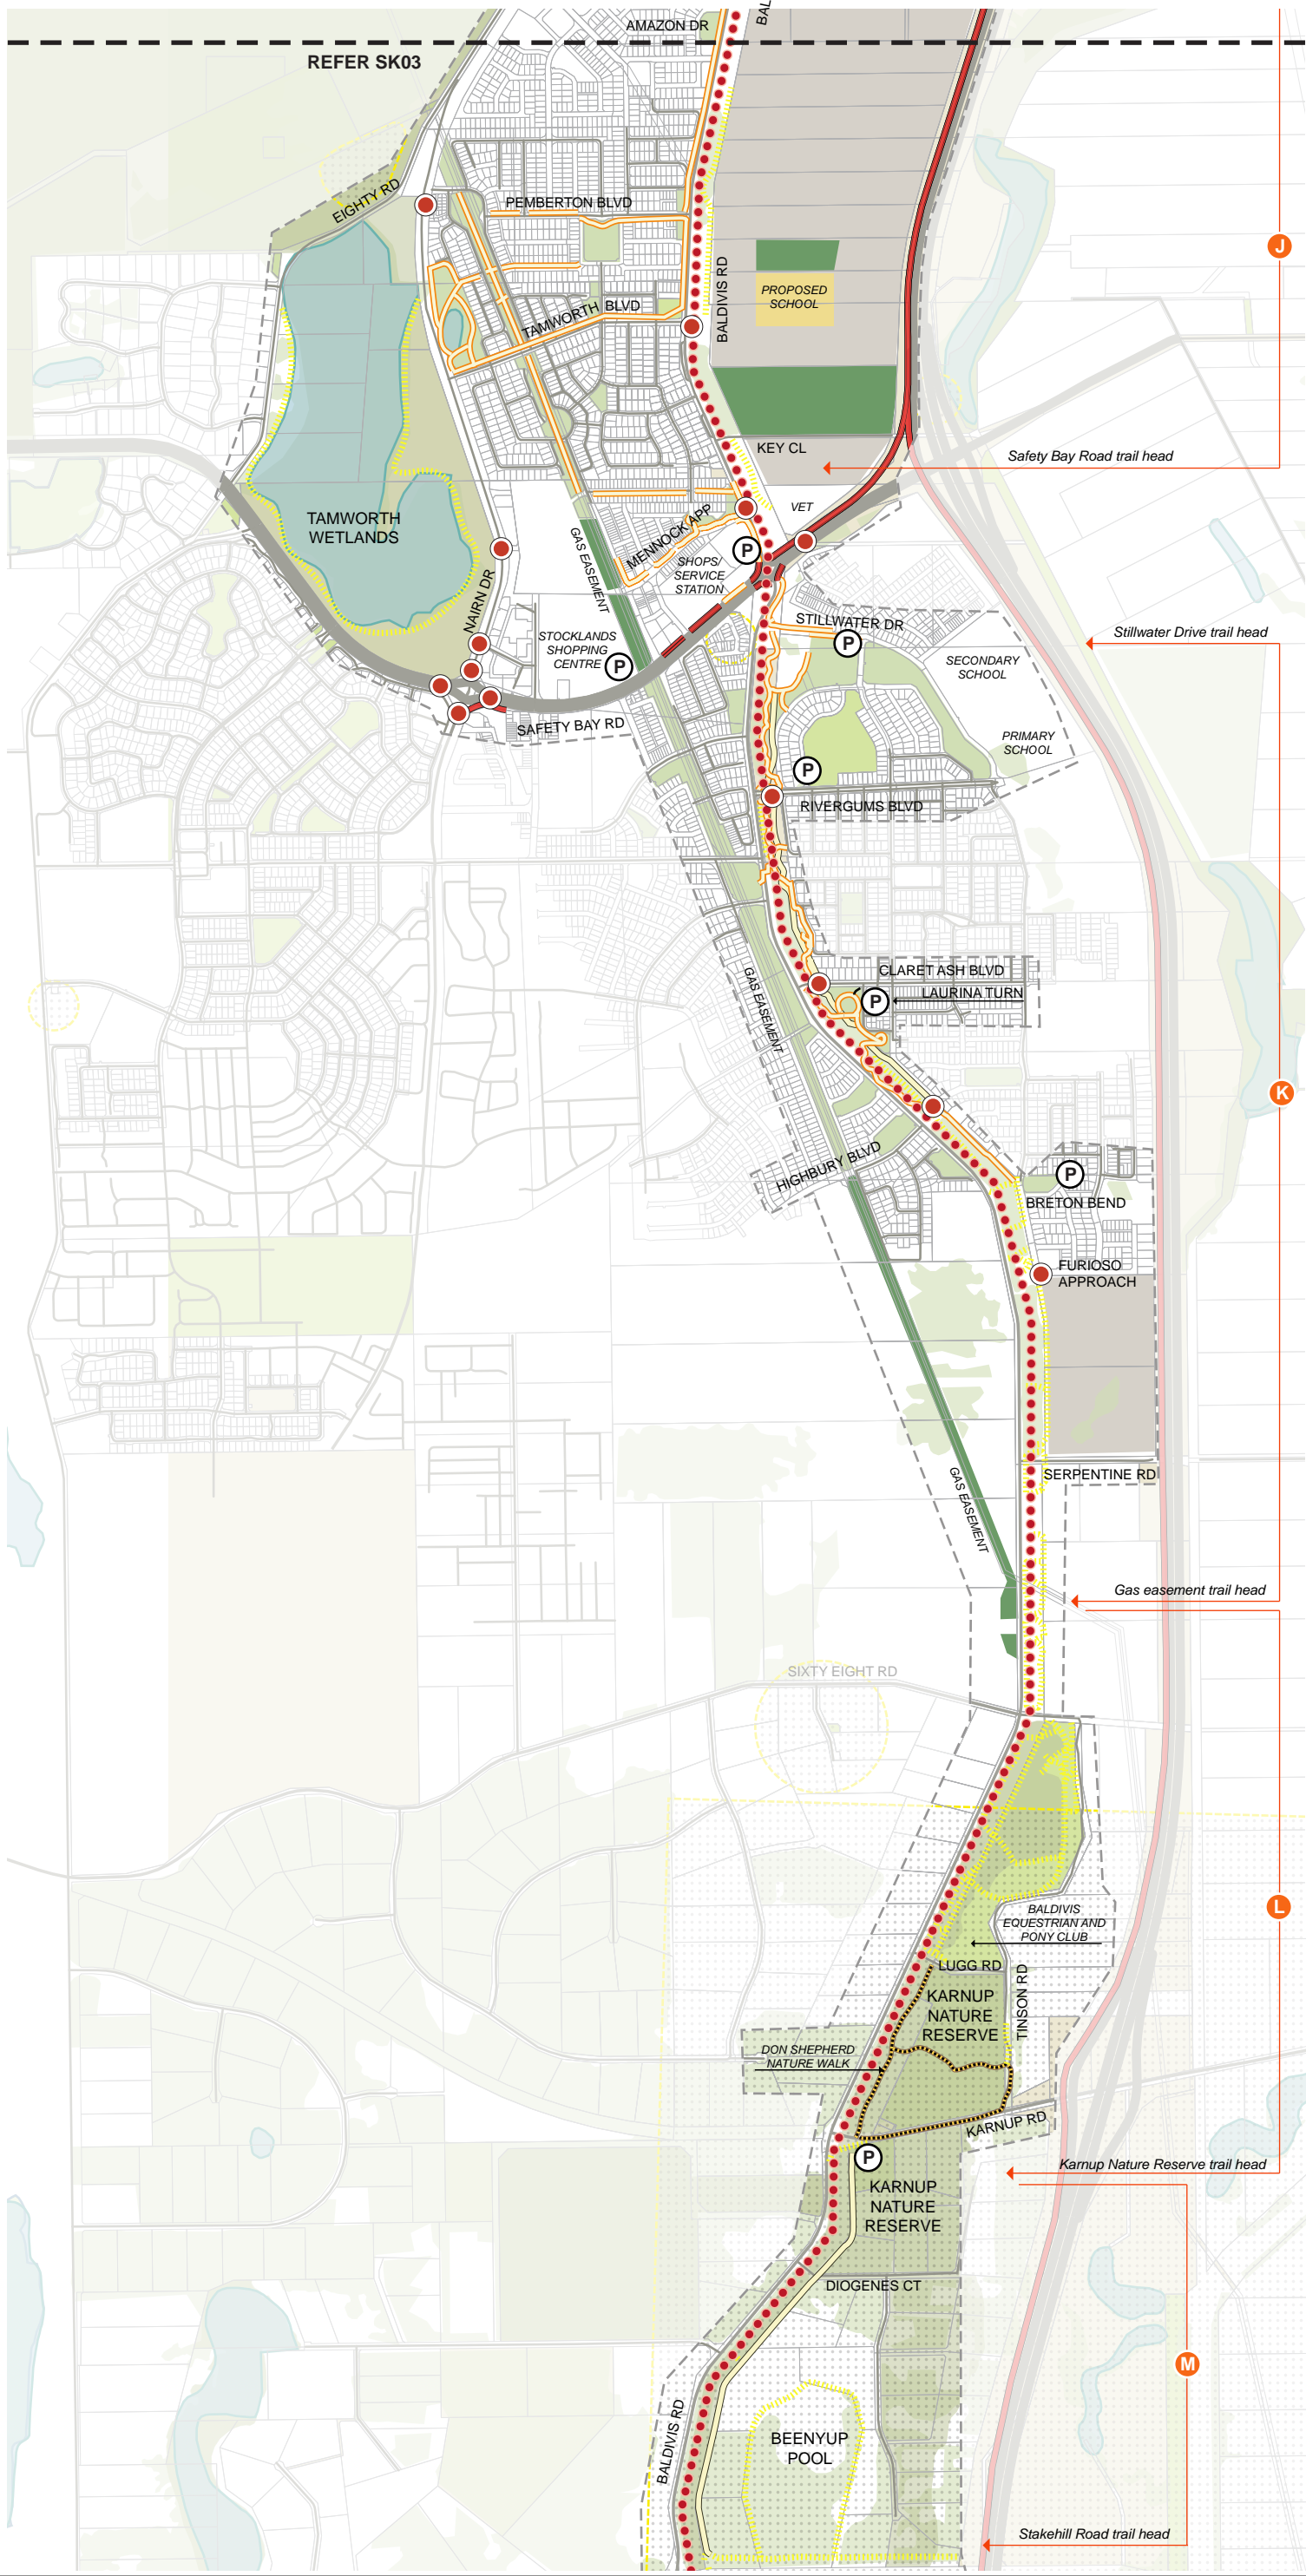 AMAZON DR
BAL
REFER SK03
EIGHTY RD
PEMBERTON BLVD
J
BALDIVIS RD
PROPOSED
SCHOOL
TAMWORTH BLVD
KEY CL
Safety Bay Road trail head
VET
TAMWORTH
WETLANDS
MENNOCK APP
GAS EASEMENT
P
SHOPS/
SERVICE
STATION
NAIRN DR
STILLWATER DR
Stillwater Drive trail head
STOCKLANDS
SHOPPING
CENTRE
P
P
SECONDARY
SCHOOL
SAFETY BAY RD
PRIMARY
SCHOOL
P
RIVERGUMS BLVD
CLARET ASH BLVD
LAURINA TURN
P
GAS EASEMENT
K
HIGHBURY BLVD
P
BRETON BEND
FURIOSO
APPROACH
SERPENTINE RD
GAS EASEMENT
Gas easement trail head
SIXTY EIGHT RD
L
BALDIVIS
EQUESTRIAN AND
PONY CLUB
LUGG RD
TINSON RD
KARNUP
NATURE
RESERVE
DON SHEPHERD
NATURE WALK
KARNUP RD
P
Karnup Nature Reserve trail head
KARNUP
NATURE
RESERVE
DIOGENES CT
M
BALDIVIS RD
BEENYUP
POOL
Stakehill Road trail head